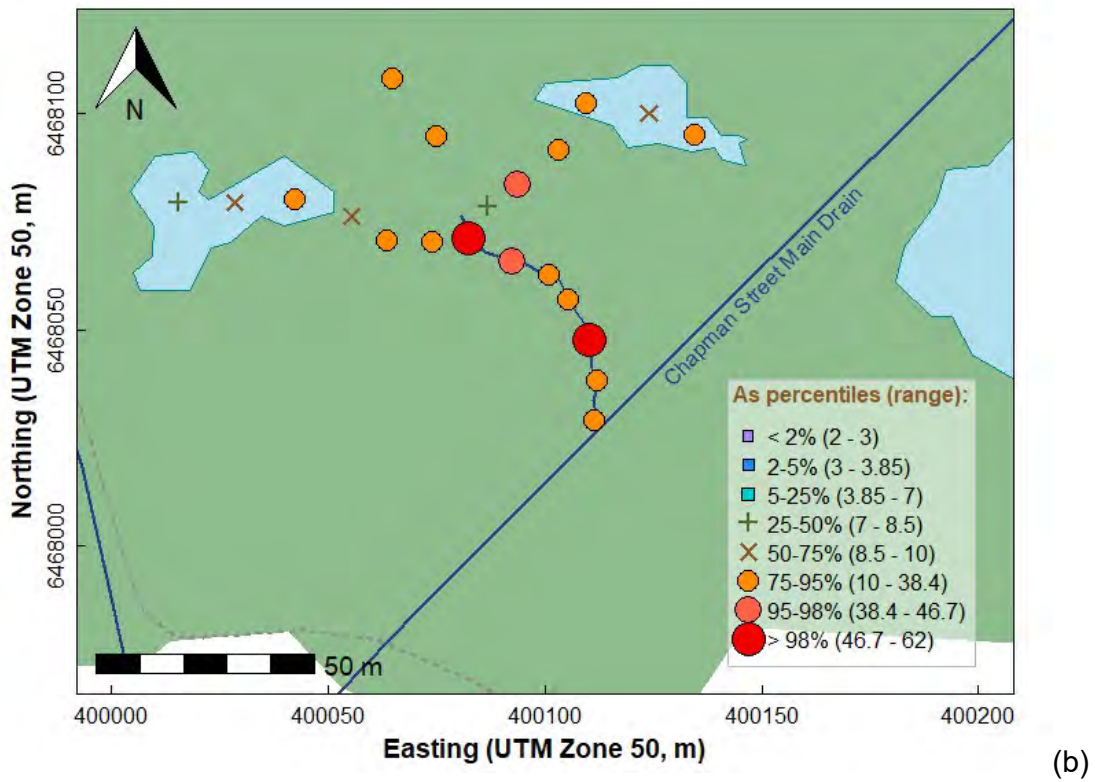 N
6468100
6468050
6468000
Northing (UTM Zone 50, m)
Chapman Street Main Drain
As percentiles (range):
< 2% (2 - 3)
2-5% (3 - 3.85)
5-25% (3.85 - 7)
25-50% (7 - 8.5)
50-75% (8.5 - 10)
75-95% (10 - 38.4)
95-98% (38.4 - 46.7)
> 98% (46.7 - 62)
50 m
400000 400050 400100 400150 400200
Easting (UTM Zone 50, m)
(b)